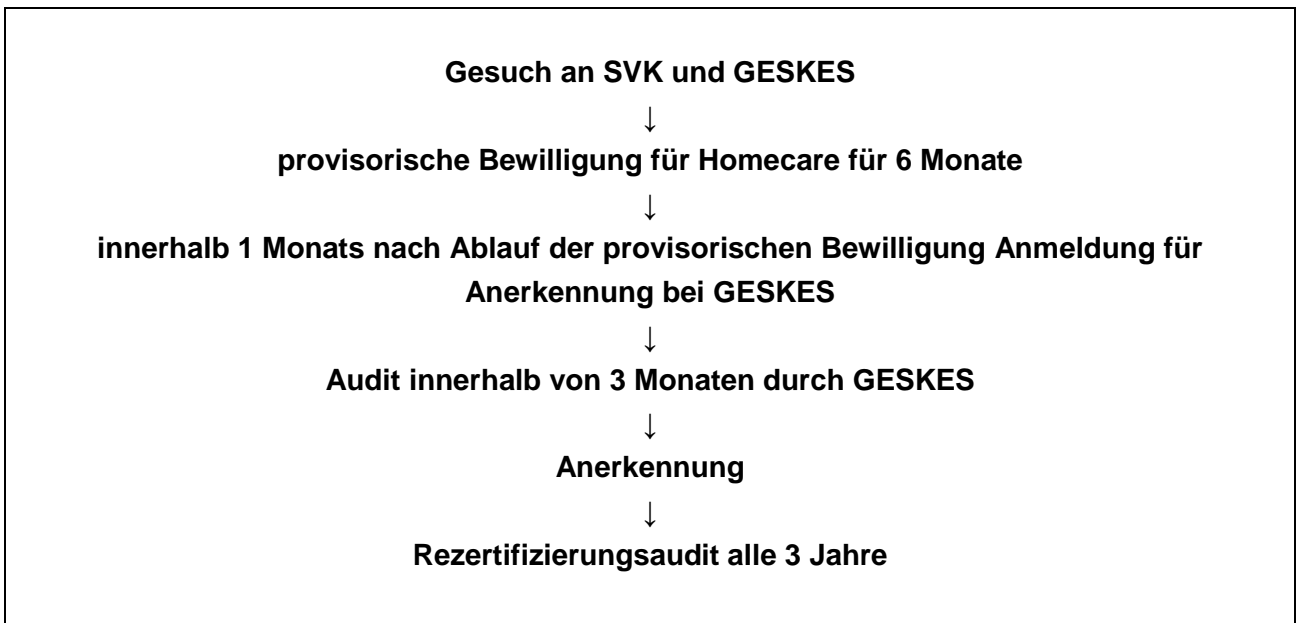 Gesuch an SVK und GESKES
↓
provisorische Bewilligung für Homecare für 6 Monate
↓
innerhalb 1 Monats nach Ablauf der provisorischen Bewilligung Anmeldung für
Anerkennung bei GESKES
↓
Audit innerhalb von 3 Monaten durch GESKES
↓
Anerkennung
↓
Rezertifizierungsaudit alle 3 Jahre